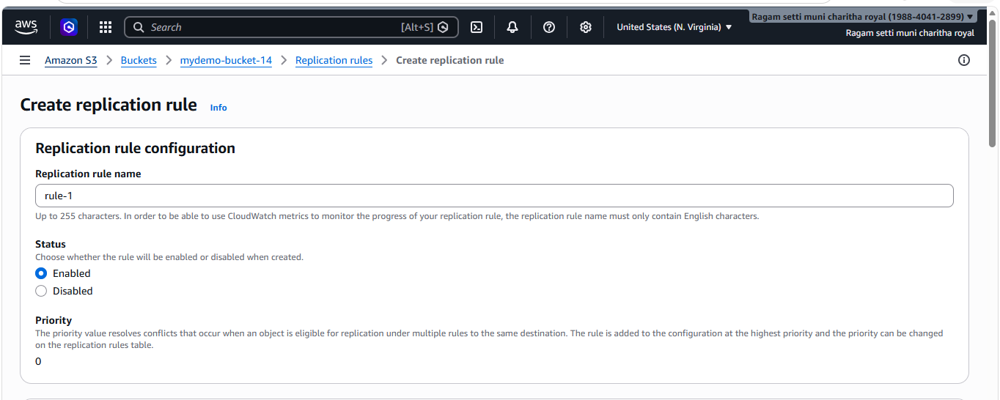 aws
Search [Alt+S]
United States (N. Virginia)
Ragam setti muni charitha royal (1988-4041-2899)
Ragam setti muni charitha royal
Amazon S3 > Buckets > mydemo-bucket-14 > Replication rules > Create replication rule
Create replication rule Info
Replication rule configuration
Replication rule name
rule-1
Up to 255 characters. In order to be able to use CloudWatch metrics to monitor the progress of your replication rule, the replication rule name must only contain English characters.
Status
Choose whether the rule will be enabled or disabled when created.
Enabled
Disabled
Priority
The priority value resolves conflicts that occur when an object is eligible for replication under multiple rules to the same destination. The rule is added to the configuration at the highest priority and the priority can be changed
on the replication rules table.
0